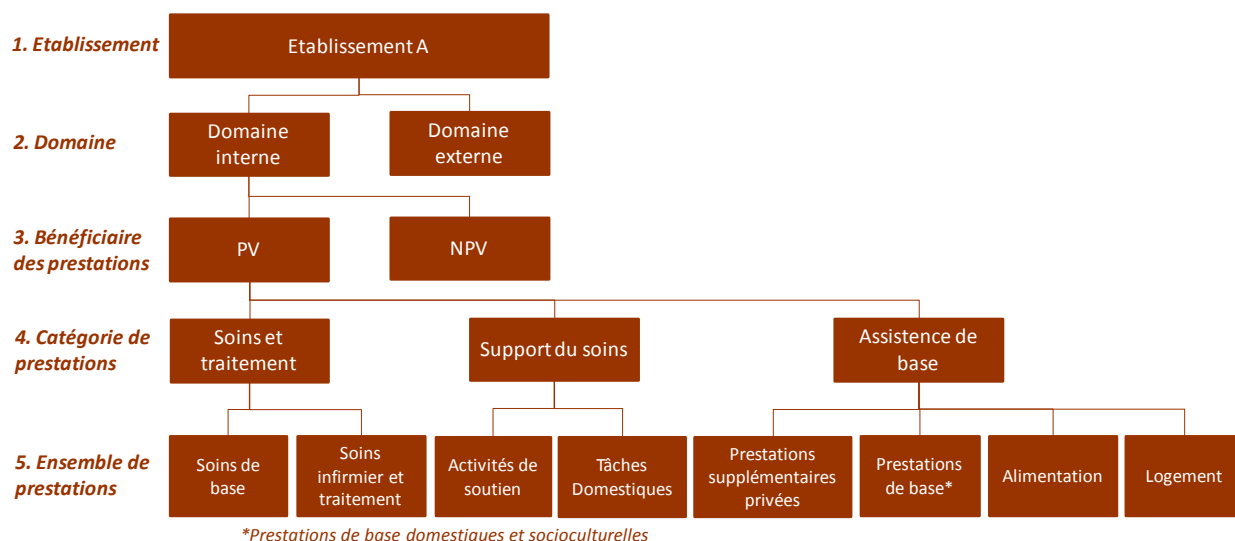 1. Etablissement
Etablissement A
2. Domaine
Domaine
interne
Domaine
externe
3. Bénéficiaire
des prestations
PV
NPV
4. Catégorie de
prestations
Soins et
traitement
Support du soins
Assistence de
base
5. Ensemble de
prestations
Soins de
base
Soins
infirmier et
traitement
Activités de
soutien
Tâches
Domestiques
Prestations
supplémentaires
privées
Prestations
de base*
Alimentation
Logement
*Prestations de base domestiques et socioculturelles